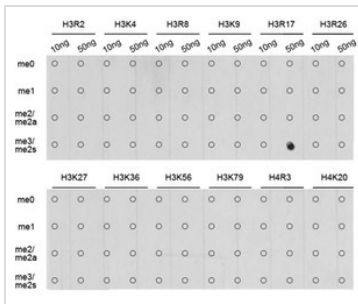 H3R2 H3K4 H3R8 H3K9 H3R17 H3R26
10ng 50ng 10ng 50ng 10ng 50ng 10ng 50ng 10ng 50ng 10ng 50ng
me0
me1
me2/
me2a
me3/
me2s
H3K27 H3K36 H3K56 H3K79 H4R3 H4K20
me0
me1
me2/
me2a
me3/
me2s